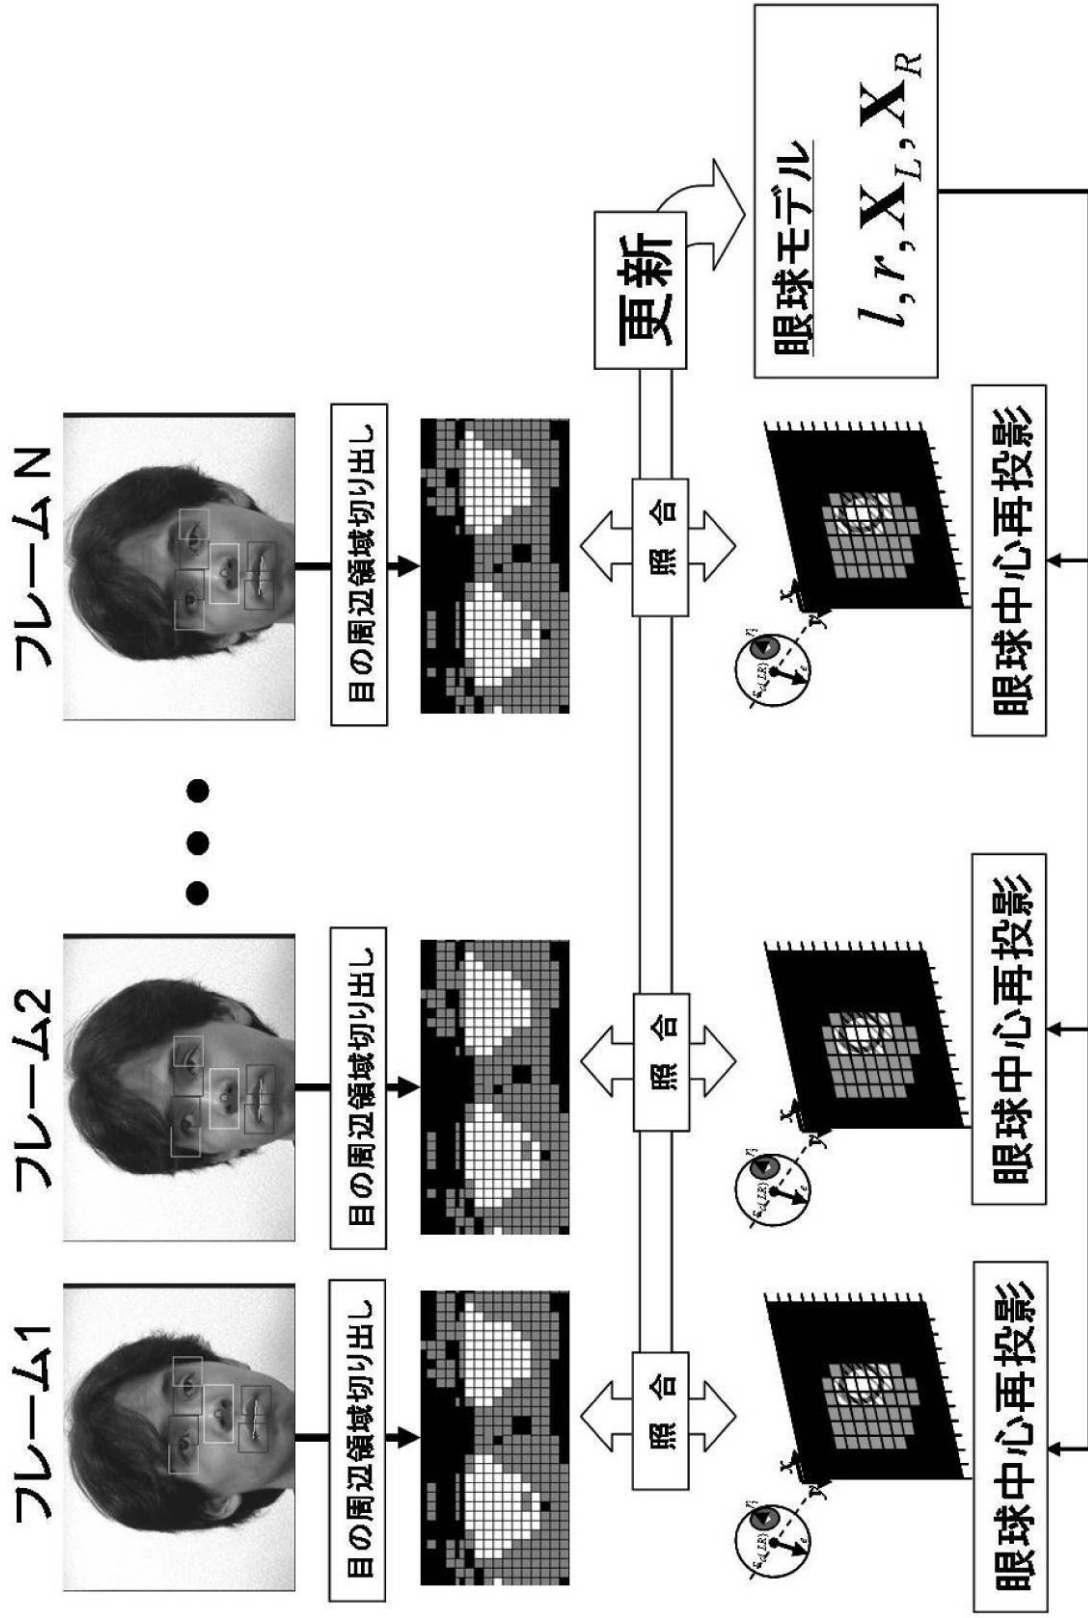 フレーム1
フレーム2
フレーム N
目の周辺領域切り出し
目の周辺領域切り出し
目の周辺領域切り出し
照 合
照 合
照 合
更新
x
y
x
y
x
y
眼球モデル
l, r, X_L, X_R
眼球中心再投影
眼球中心再投影
眼球中心再投影